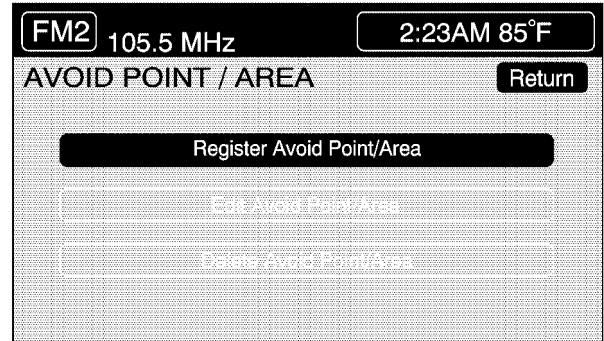 FM2 105.5 MHz 2:23AM 85°F
AVOID POINT / AREA Return
Register Avoid Point/Area
Edit Avoid Point/Area
Delete Avoid Point/Area